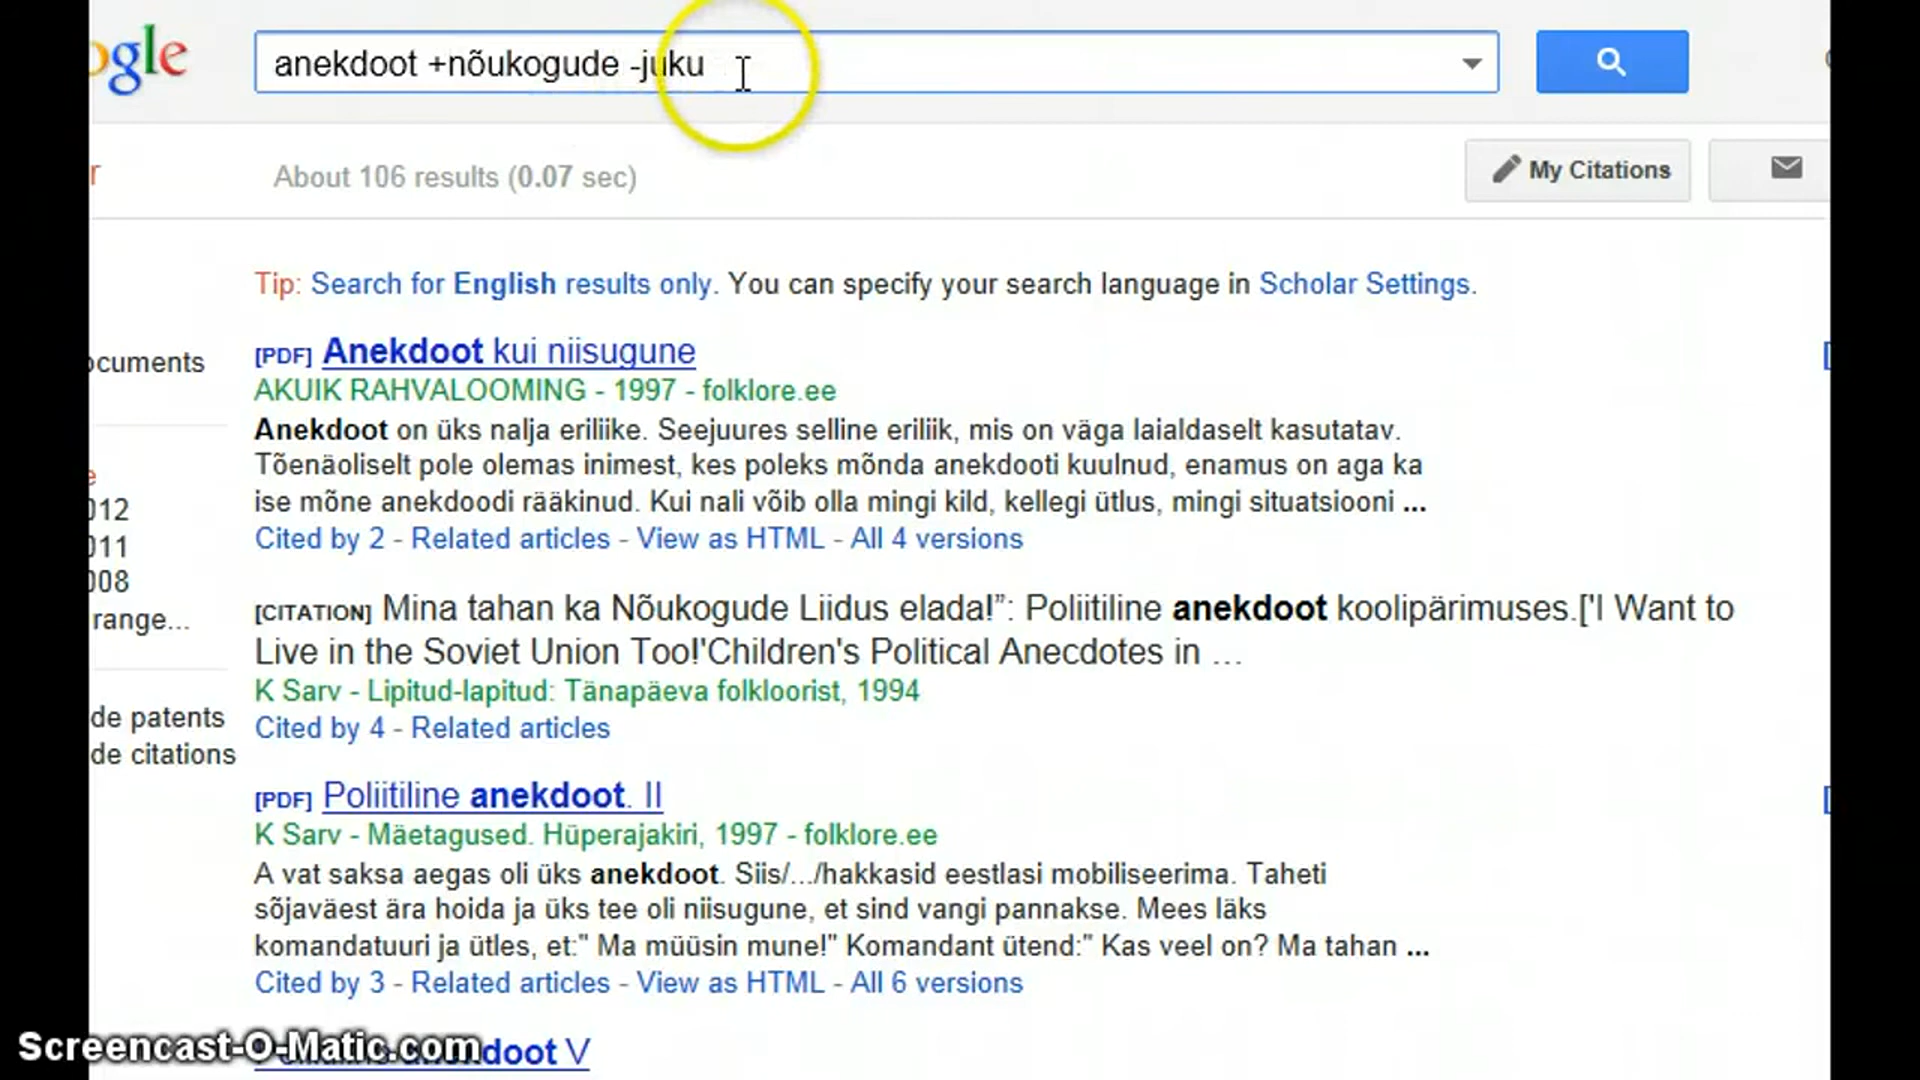 ogle
anekdoot +nõukogude -juku
About 106 results (0.07 sec)
My Citations
Tip: Search for English results only. You can specify your search language in Scholar Settings.
[PDF] Anekdoot kui niisugune
AKUIK RAHVALOOMING - 1997 - folklore.ee
Anekdoot on üks nalja eriliike. Seejuures selline eriliik, mis on väga laialdaselt kasutatav.
Tõenäoliselt pole olemas inimest, kes poleks mõnda anekdooti kuulnud, enamus on aga ka
ise mõne anekdoodi rääkinud. Kui nali võib olla mingi kild, kellegi ütlus, mingi situatsiooni ...
Cited by 2 - Related articles - View as HTML - All 4 versions
[CITATION] Mina tahan ka Nõukogude Liidus elada!”: Poliitiline anekdoot koolipärimuses.['I Want to
Live in the Soviet Union Too!'Children's Political Anecdotes in …
K Sarv - Lipitud-lapitud: Tänapäeva folkloorist, 1994
Cited by 4 - Related articles
[PDF] Poliitiline anekdoot. II
K Sarv - Mäetagused. Hüperajakiri, 1997 - folklore.ee
A vat saksa aegas oli üks anekdoot. Siis/.../hakkasid eestlasi mobiliseerima. Taheti
sõjaväest ära hoida ja üks tee oli niisugune, et sind vangi pannakse. Mees läks
komandatuuri ja ütles, et:" Ma müüsin mune!" Komandant ütend:" Kas veel on? Ma tahan ...
Cited by 3 - Related articles - View as HTML - All 6 versions
doot V
r
ocuments
e
012
011
008
range...
de patents
de citations
Screencast-O-Matic.com